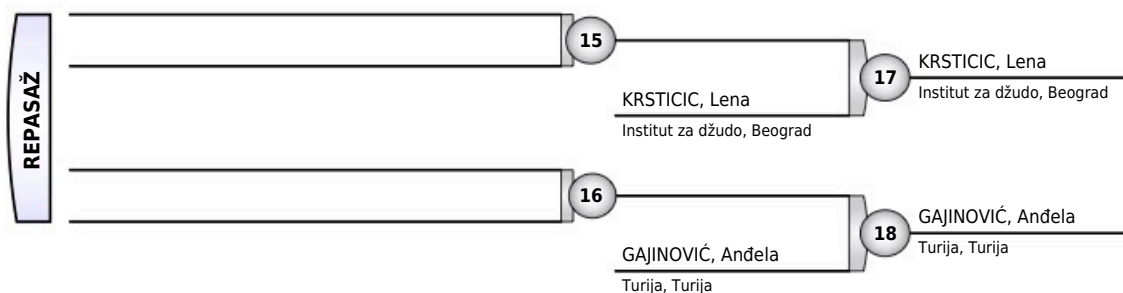 REPASAŽ
15
KRSTICIC, Lena
Institut za džudo, Beograd
17
KRSTICIC, Lena
Institut za džudo, Beograd
16
GAJINOVIĆ, Anđela
Turija, Turija
18
GAJINOVIĆ, Anđela
Turija, Turija